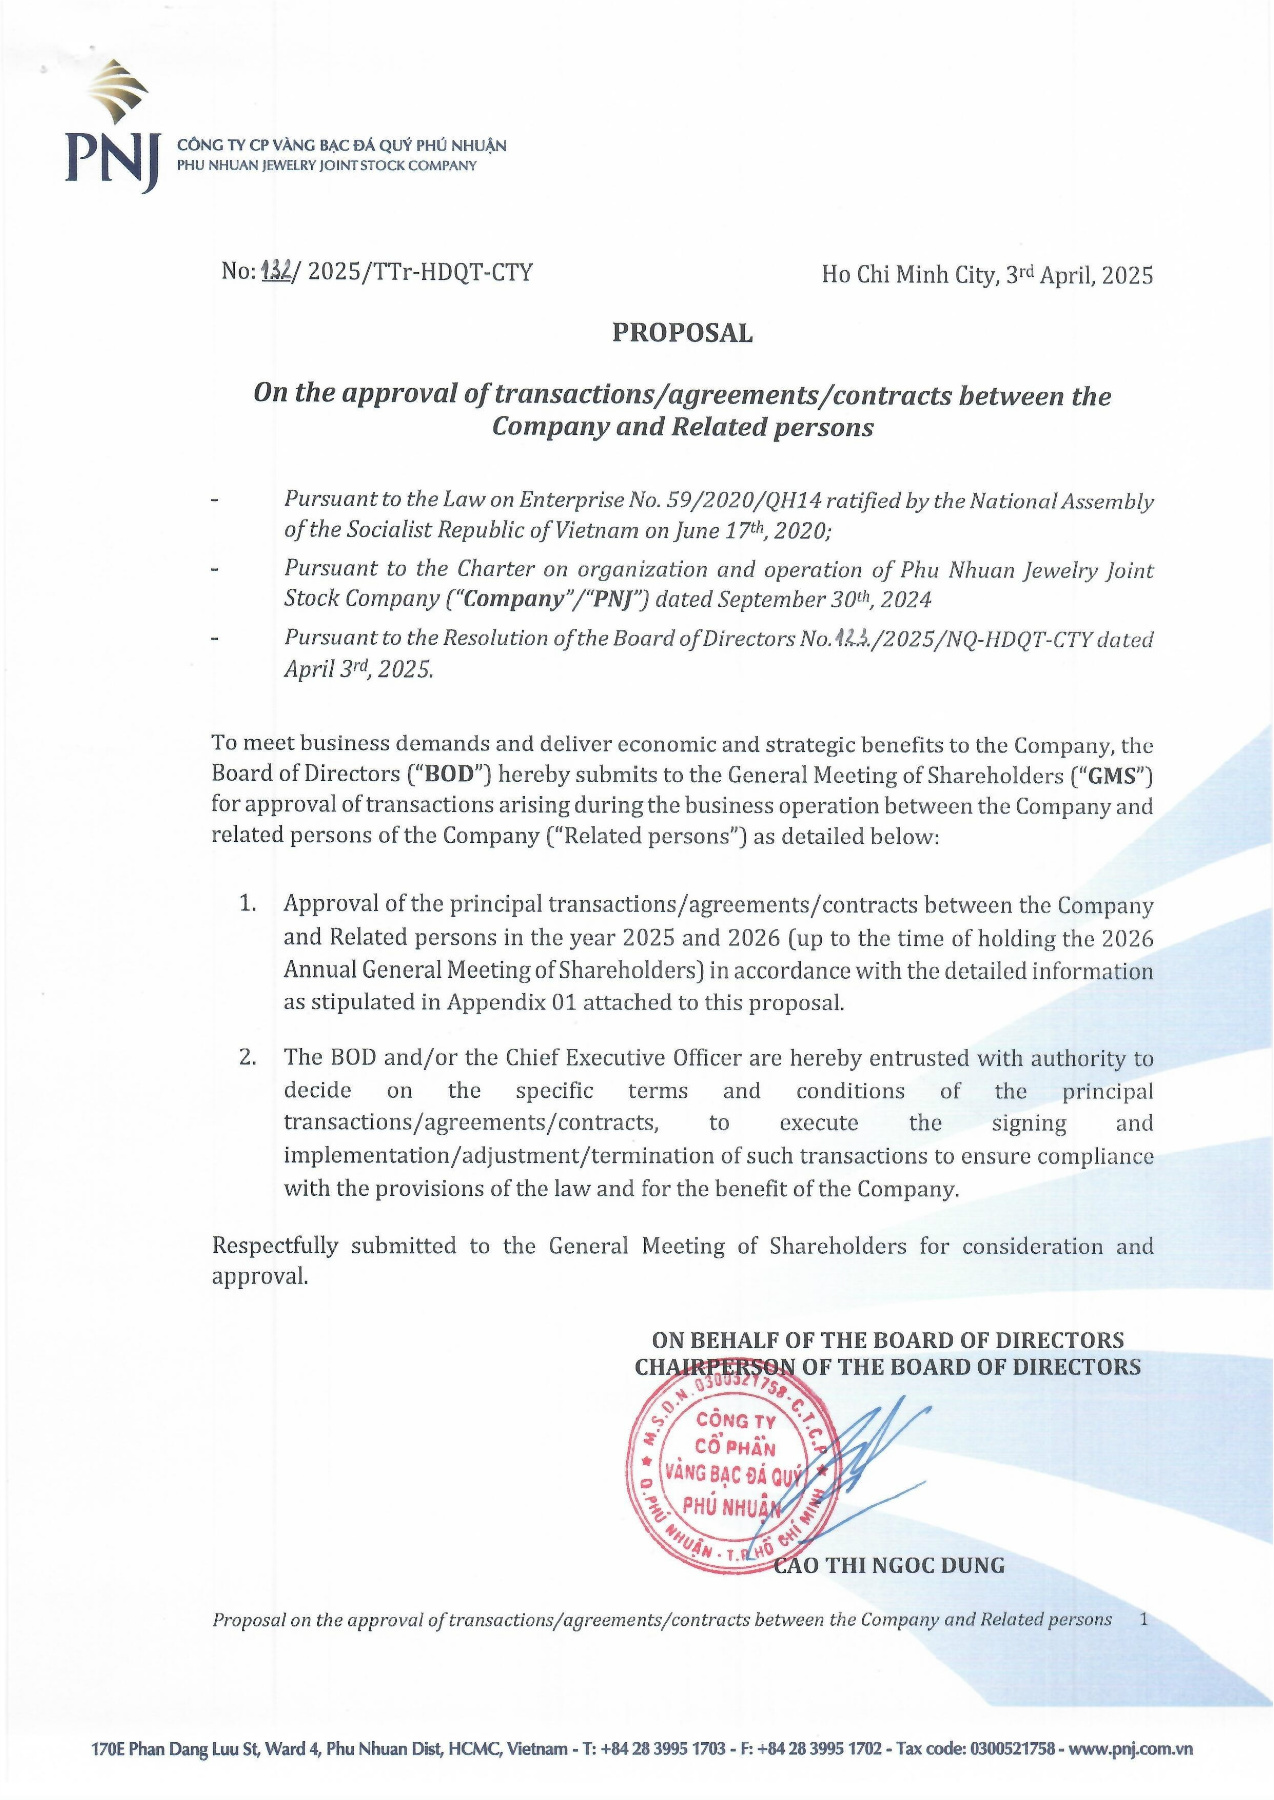 PNJ
CÔNG TY CP VÀNG BẠC ĐÁ QUÝ PHÚ NHUẬN
PHU NHUAN JEWELRY JOINT STOCK COMPANY
No: 132/ 2025/TTr-HDQT-CTY
Ho Chi Minh City, 3rd April, 2025
PROPOSAL
On the approval of transactions/agreements/contracts between the
Company and Related persons
- Pursuant to the Law on Enterprise No. 59/2020/QH14 ratified by the National Assembly
of the Socialist Republic of Vietnam on June 17th, 2020;
- Pursuant to the Charter on organization and operation of Phu Nhuan Jewelry Joint
Stock Company (“Company”/“PNJ”) dated September 30th, 2024
- Pursuant to the Resolution of the Board of Directors No. /2025/NQ-HDQT-CTY dated
April 3rd, 2025.
To meet business demands and deliver economic and strategic benefits to the Company, the
Board of Directors (“BOD”) hereby submits to the General Meeting of Shareholders (“GMS”)
for approval of transactions arising during the business operation between the Company and
related persons of the Company (“Related persons”) as detailed below:
1. Approval of the principal transactions/agreements/contracts between the Company
and Related persons in the year 2025 and 2026 (up to the time of holding the 2026
Annual General Meeting of Shareholders) in accordance with the detailed information
as stipulated in Appendix 01 attached to this proposal.
2. The BOD and/or the Chief Executive Officer are hereby entrusted with authority to
decide on the specific terms and conditions of the principal
transactions/agreements/contracts, to execute the signing and
implementation/adjustment/termination of such transactions to ensure compliance
with the provisions of the law and for the benefit of the Company.
Respectfully submitted to the General Meeting of Shareholders for consideration and
approval.
ON BEHALF OF THE BOARD OF DIRECTORS
CHAIRPERSON OF THE BOARD OF DIRECTORS
M.S.D.N. 0300521758-C.T.C.P
CÔNG TY
CỔ PHẦN
VÀNG BẠC ĐÁ QUÝ
PHÚ NHUẬN
Q.PHÚ NHUẬN - T.P HỒ CHÍ MINH
CAO THI NGOC DUNG
Proposal on the approval of transactions/agreements/contracts between the Company and Related persons 1
170E Phan Dang Luu St, Ward 4, Phu Nhuan Dist, HCMC, Vietnam - T: +84 28 3995 1703 - F: +84 28 3995 1702 - Tax code: 0300521758 - www.pnj.com.vn